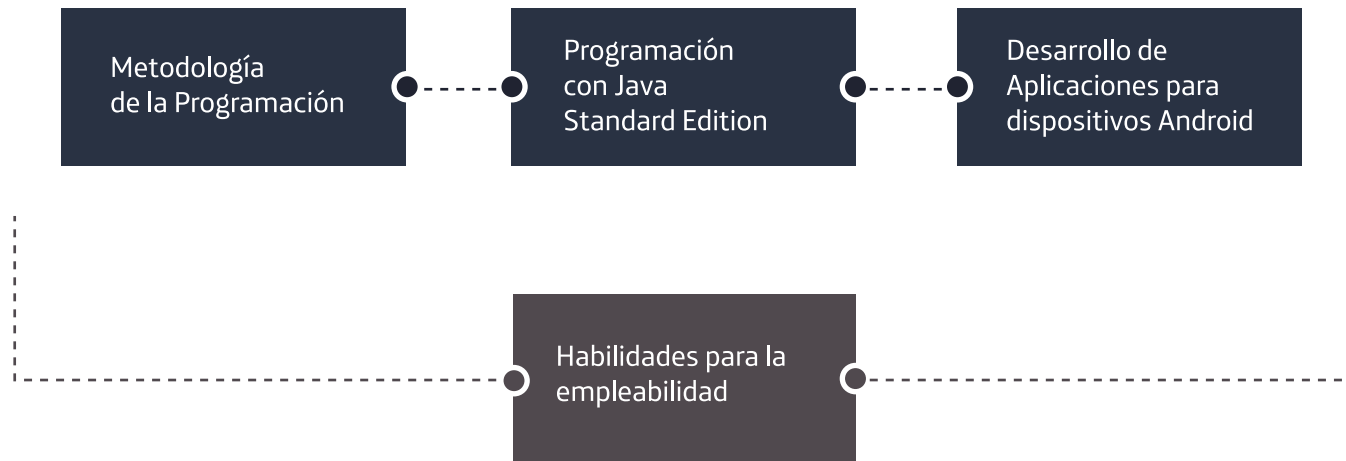 Metodología
de la Programación
Programación
con Java
Standard Edition
Desarrollo de
Aplicaciones para
dispositivos Android
Habilidades para la
empleabilidad